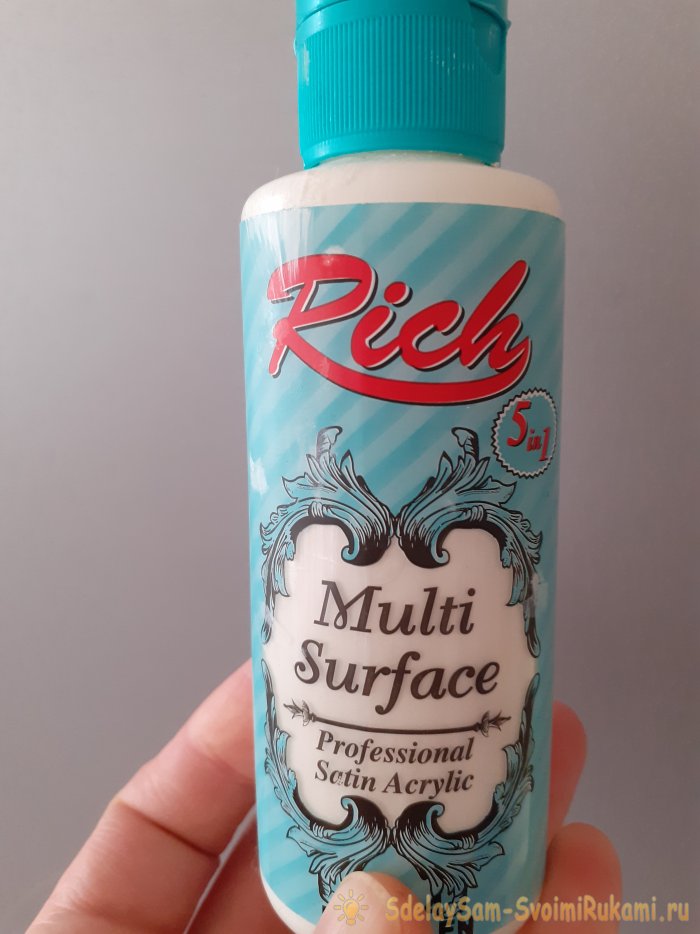 Rich
5 in 1
Multi
Surface
Professional
Satin Acrylic
SdelaySam-SvoimiRukami.ru